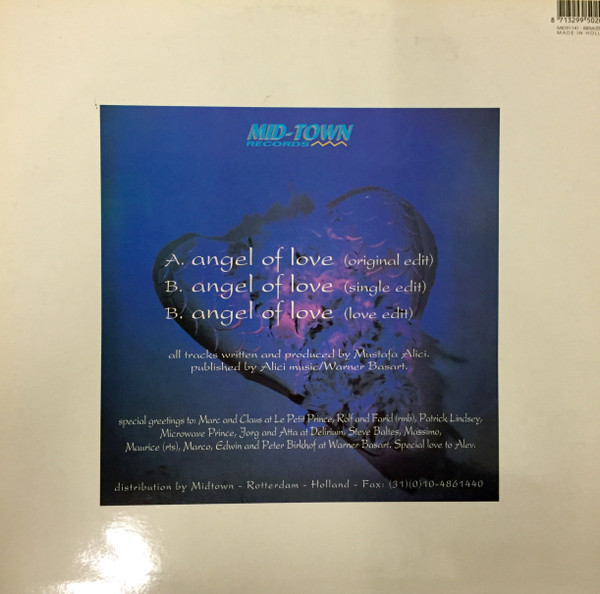 MADE IN
MID-TOWN
RECORDS
A. angel of love (original edit)
B. angel of love (single edit)
B. angel of love (love edit)
all tracks written and produced by Mustafa Alici.
published by Alici music/Warner Basart.
special greetings to: Marc and Claus at Le Petit Prince, Rolf and Farid (rmb), Patrick Lindsey,
Microwave Prince, Jorg and Atta at Delirium, Steve Baltes, Massimo,
Maurice (rts), Marco, Edwin and Peter Birkhof at Warner Basart. Special love to Alev.
distribution by Midtown - Rotterdam - Holland - Fax: (31)(0)10-4861440